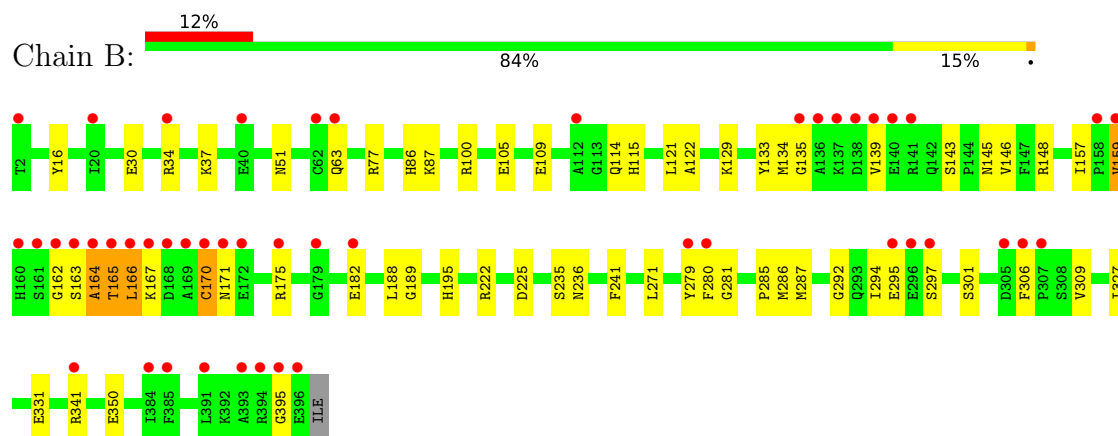 12%
Chain B:
84%
15%
•
T2 Y16 I20 E30 R34 K37 E40 N51 C62 Q63 R77 H86 K87 R100 E105 E109 A112 G113 Q114 H115 L121 A122 K129 Y133 M134 G135 A136 K137 D138 V139 E140 R141 Q142 S143 P144 N145 V146 F147 R148 I157 P158 V159
H160 S161 G162 S163 A164 T165 L166 K167 D168 A169 C170 N171 E172 R175 G179 E182 L188 G189 H195 R222 D225 S235 N236 F241 L271 Y279 F280 G281 P285 M286 M287 G292 Q293 I294 E295 E296 S297 S301 D305 F306 P307 S308 V309
E331 R341 E350 I384 F385 L391 K392 A393 R394 G395 E396 ILE